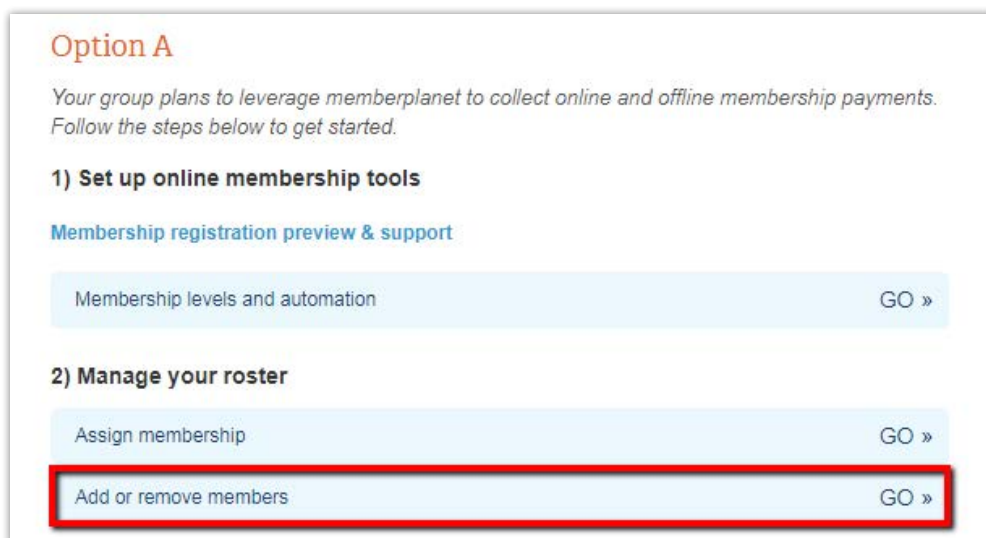 Option A
Your group plans to leverage memberplanet to collect online and offline membership payments.
Follow the steps below to get started.
1) Set up online membership tools
Membership registration preview & support
Membership levels and automation GO »
2) Manage your roster
Assign membership GO »
Add or remove members GO »